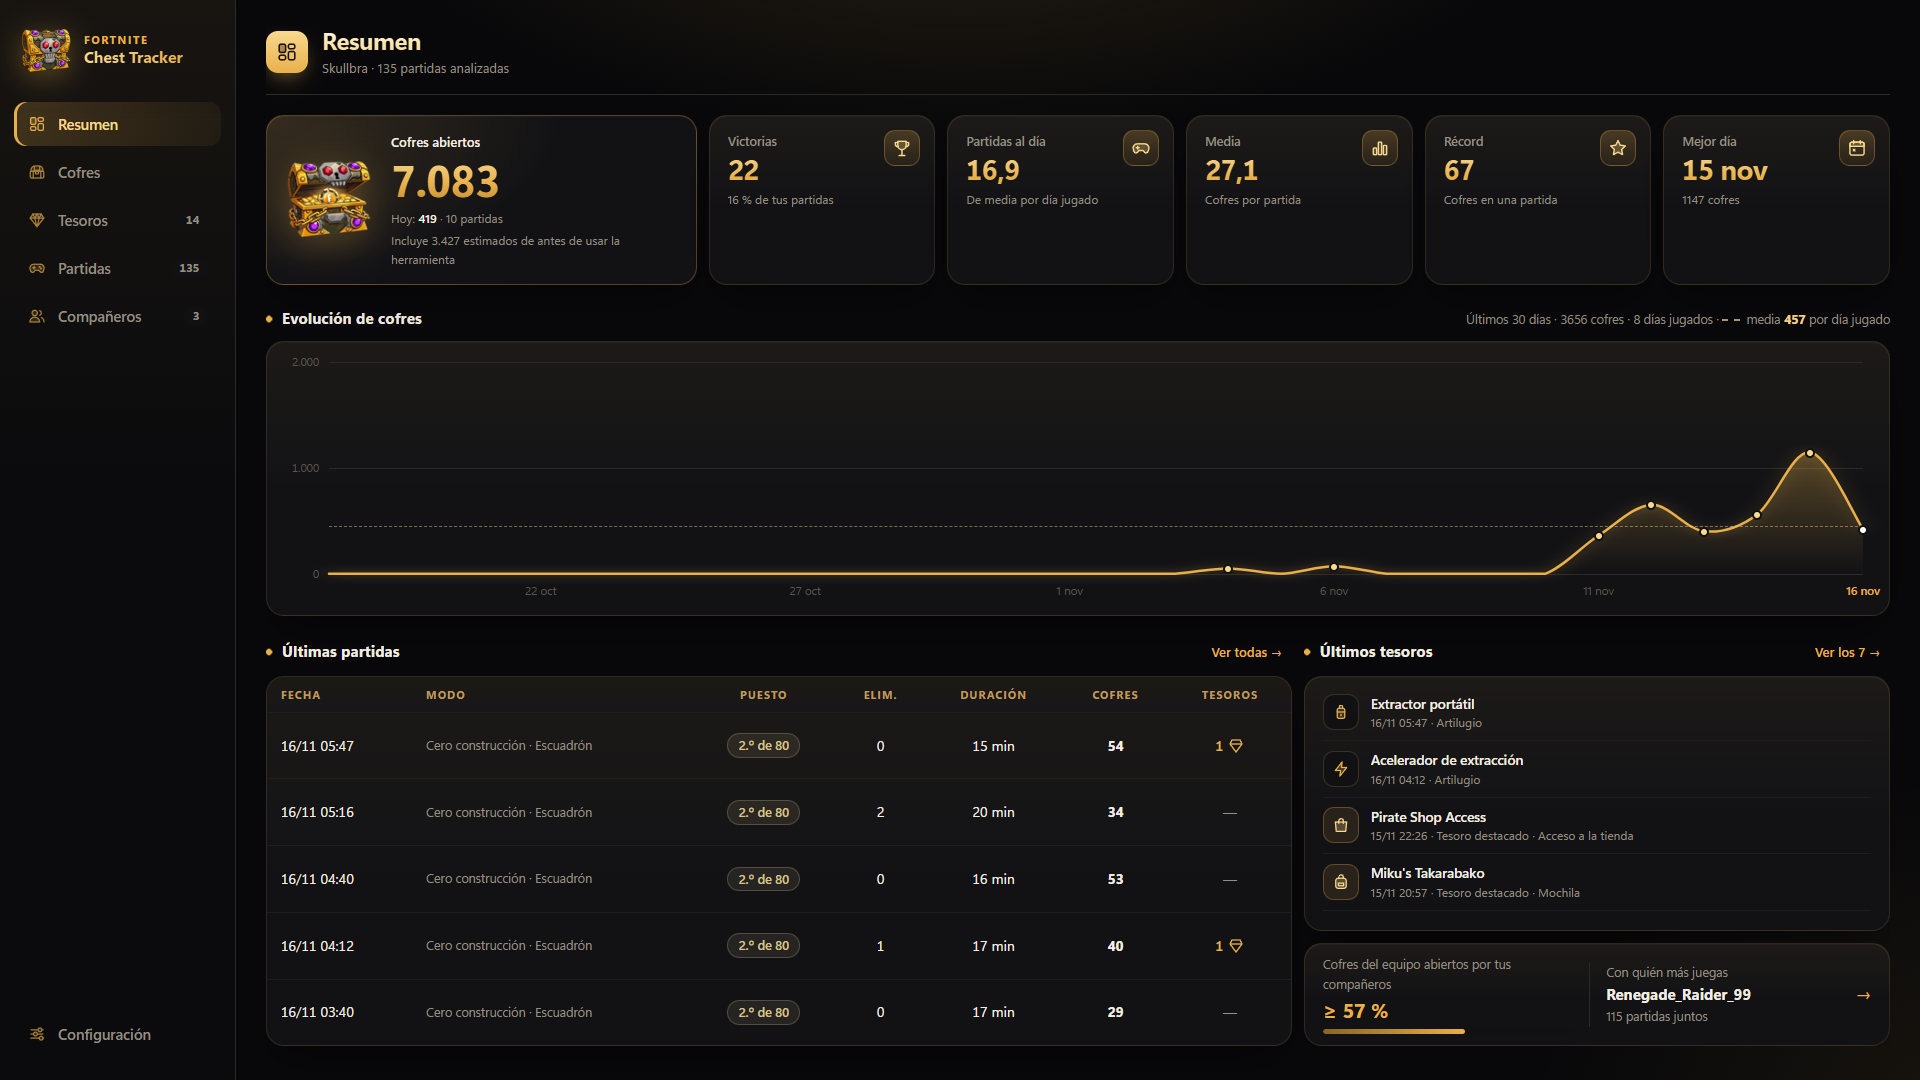 FORTNITE
Chest Tracker
Resumen
Cofres
Tesoros 14
Partidas 135
Compañeros 3
Configuración
Resumen
Skullbra · 135 partidas analizadas
Cofres abiertos
7.083
Hoy: 419 · 10 partidas
Incluye 3.427 estimados de antes de usar la
herramienta
Victorias
22
16 % de tus partidas
Partidas al día
16,9
De media por día jugado
Media
27,1
Cofres por partida
Récord
67
Cofres en una partida
Mejor día
15 nov
1147 cofres
Evolución de cofres
Últimos 30 días · 3656 cofres · 8 días jugados · media 457 por día jugado
2.000
1.000
0
22 oct 27 oct 1 nov 6 nov 11 nov 16 nov
Últimas partidas
Ver todas →
FECHA MODO PUESTO ELIM. DURACIÓN COFRES TESOROS
16/11 05:47 Cero construcción · Escuadrón 2.º de 80 0 15 min 54 1
16/11 05:16 Cero construcción · Escuadrón 2.º de 80 2 20 min 34 —
16/11 04:40 Cero construcción · Escuadrón 2.º de 80 0 16 min 53 —
16/11 04:12 Cero construcción · Escuadrón 2.º de 80 1 17 min 40 1
16/11 03:40 Cero construcción · Escuadrón 2.º de 80 0 17 min 29 —
Últimos tesoros
Ver los 7 →
Extractor portátil
16/11 05:47 · Artilugio
Acelerador de extracción
16/11 04:12 · Artilugio
Pirate Shop Access
15/11 22:26 · Tesoro destacado · Acceso a la tienda
Miku's Takarabako
15/11 20:57 · Tesoro destacado · Mochila
Cofres del equipo abiertos por tus
compañeros
≥ 57 %
Con quién más juegas
Renegade_Raider_99
115 partidas juntos
→